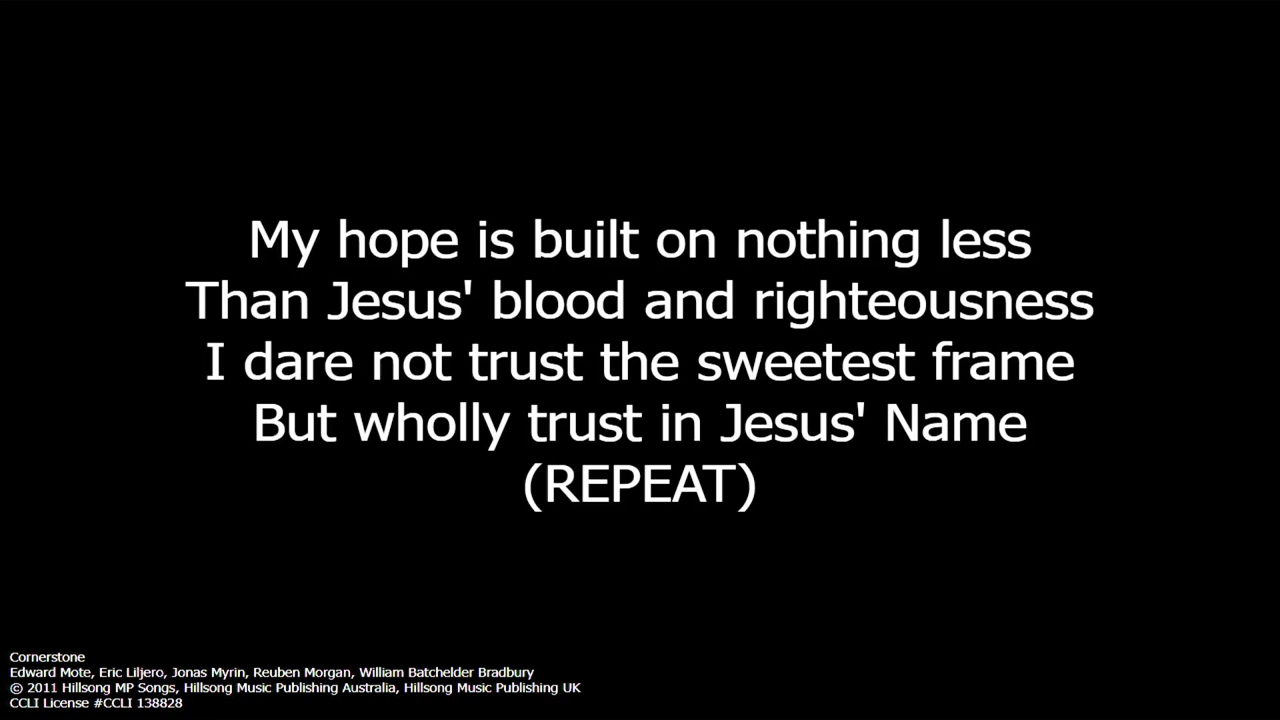 My hope is built on nothing less
Than Jesus' blood and righteousness
I dare not trust the sweetest frame
But wholly trust in Jesus' Name
(REPEAT)
Cornerstone
Edward Mote, Eric Liljero, Jonas Myrin, Reuben Morgan, William Batchelder Bradbury
© 2011 Hillsong MP Songs, Hillsong Music Publishing Australia, Hillsong Music Publishing UK
CCLI License #CCLI 138828